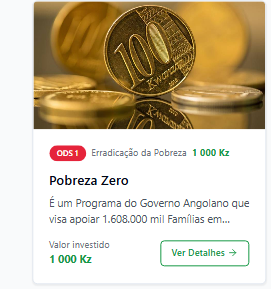 100
Kwanzas
ODS 1 Erradicação da Pobreza 1 000 Kz
Pobreza Zero
É um Programa do Governo Angolano que
visa apoiar 1.608.000 mil Famílias em...
Valor investido
1 000 Kz
Ver Detalhes →